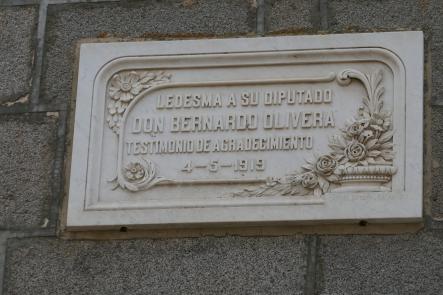 LEDESMA A SU DIPUTADO
DON BERNARDO OLIVERA
TESTIMONIO DE AGRADECIMIENTO
4-5-1919